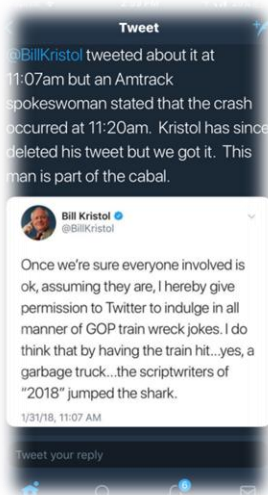 Tweet
@BillKristol tweeted about it at
11:07am but an Amtrack
spokeswoman stated that the crash
occurred at 11:20am. Kristol has since
deleted his tweet but we got it. This
man is part of the cabal.
Bill Kristol
@BillKristol
Once we're sure everyone involved is
ok, assuming they are, I hereby give
permission to Twitter to indulge in all
manner of GOP train wreck jokes. I do
think that by having the train hit...yes, a
garbage truck...the scriptwriters of
"2018" jumped the shark.
1/31/18, 11:07 AM
Tweet your reply
6